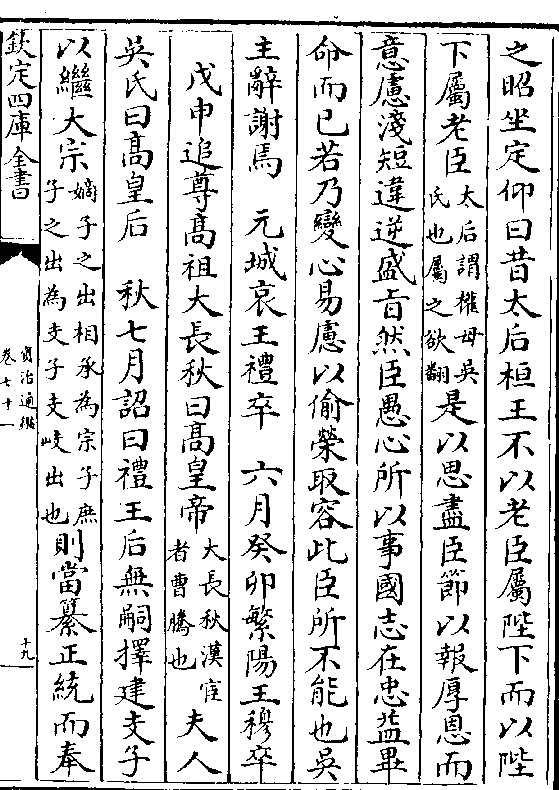 之昭坐定仰曰昔太后桓王不以老臣屬陛下而以陛
下屬老臣太后謂權母吳氏也屬之欲翻是以思盡臣節以報厚恩而
意慮淺短違逆盛旨然臣愚心所以事國志在忠益畢
命而已若乃變心易慮以偷榮取容此臣所不能也吳
主辭謝焉　元城哀王禮卒　六月癸卯繁陽王穆卒
戊申追尊高祖大長秋曰高皇帝大長秋漢宦者曹騰也夫人
吳氏曰高皇后　秋七月詔曰禮王后無嗣擇建支子
以繼大宗嫡子之出相承為宗子庶子之出為支子支岐出也則當纂正統而奉
欽定四庫全書
資治通鑑
卷七十一
十九